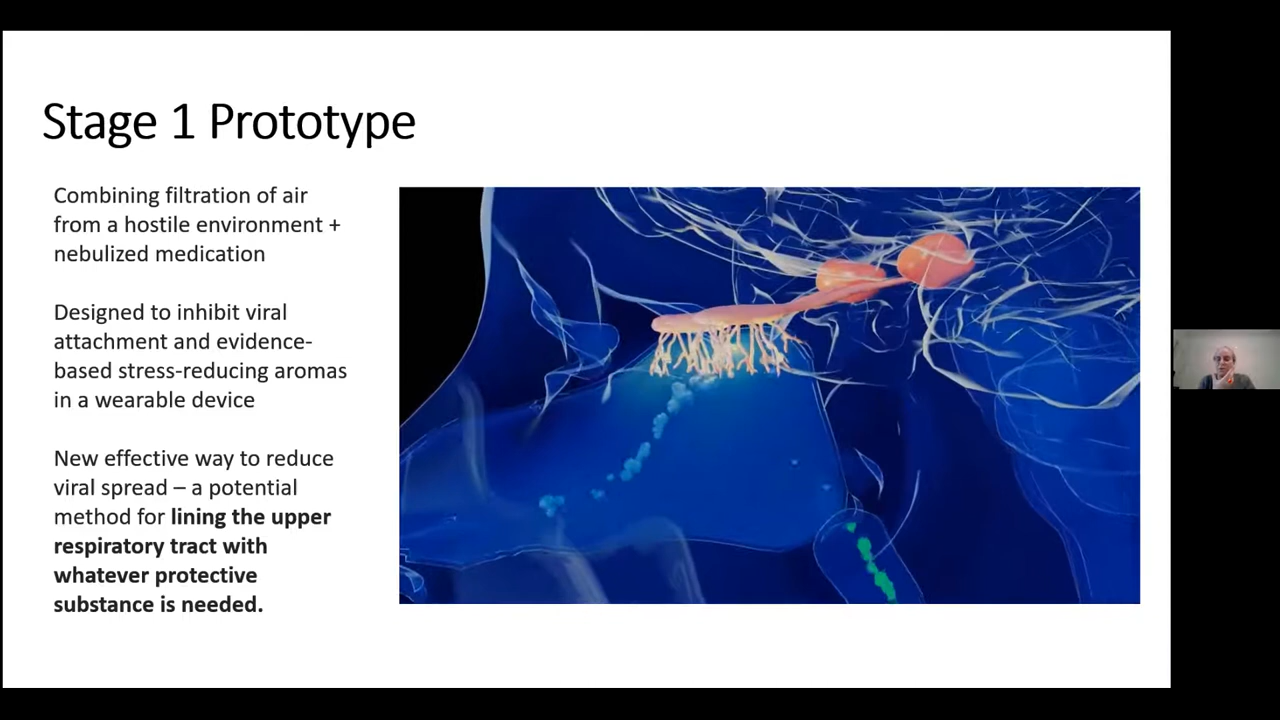 Stage 1 Prototype
Combining filtration of air
from a hostile environment +
nebulized medication
Designed to inhibit viral
attachment and evidence-
based stress-reducing aromas
in a wearable device
New effective way to reduce
viral spread – a potential
method for lining the upper
respiratory tract with
whatever protective
substance is needed.